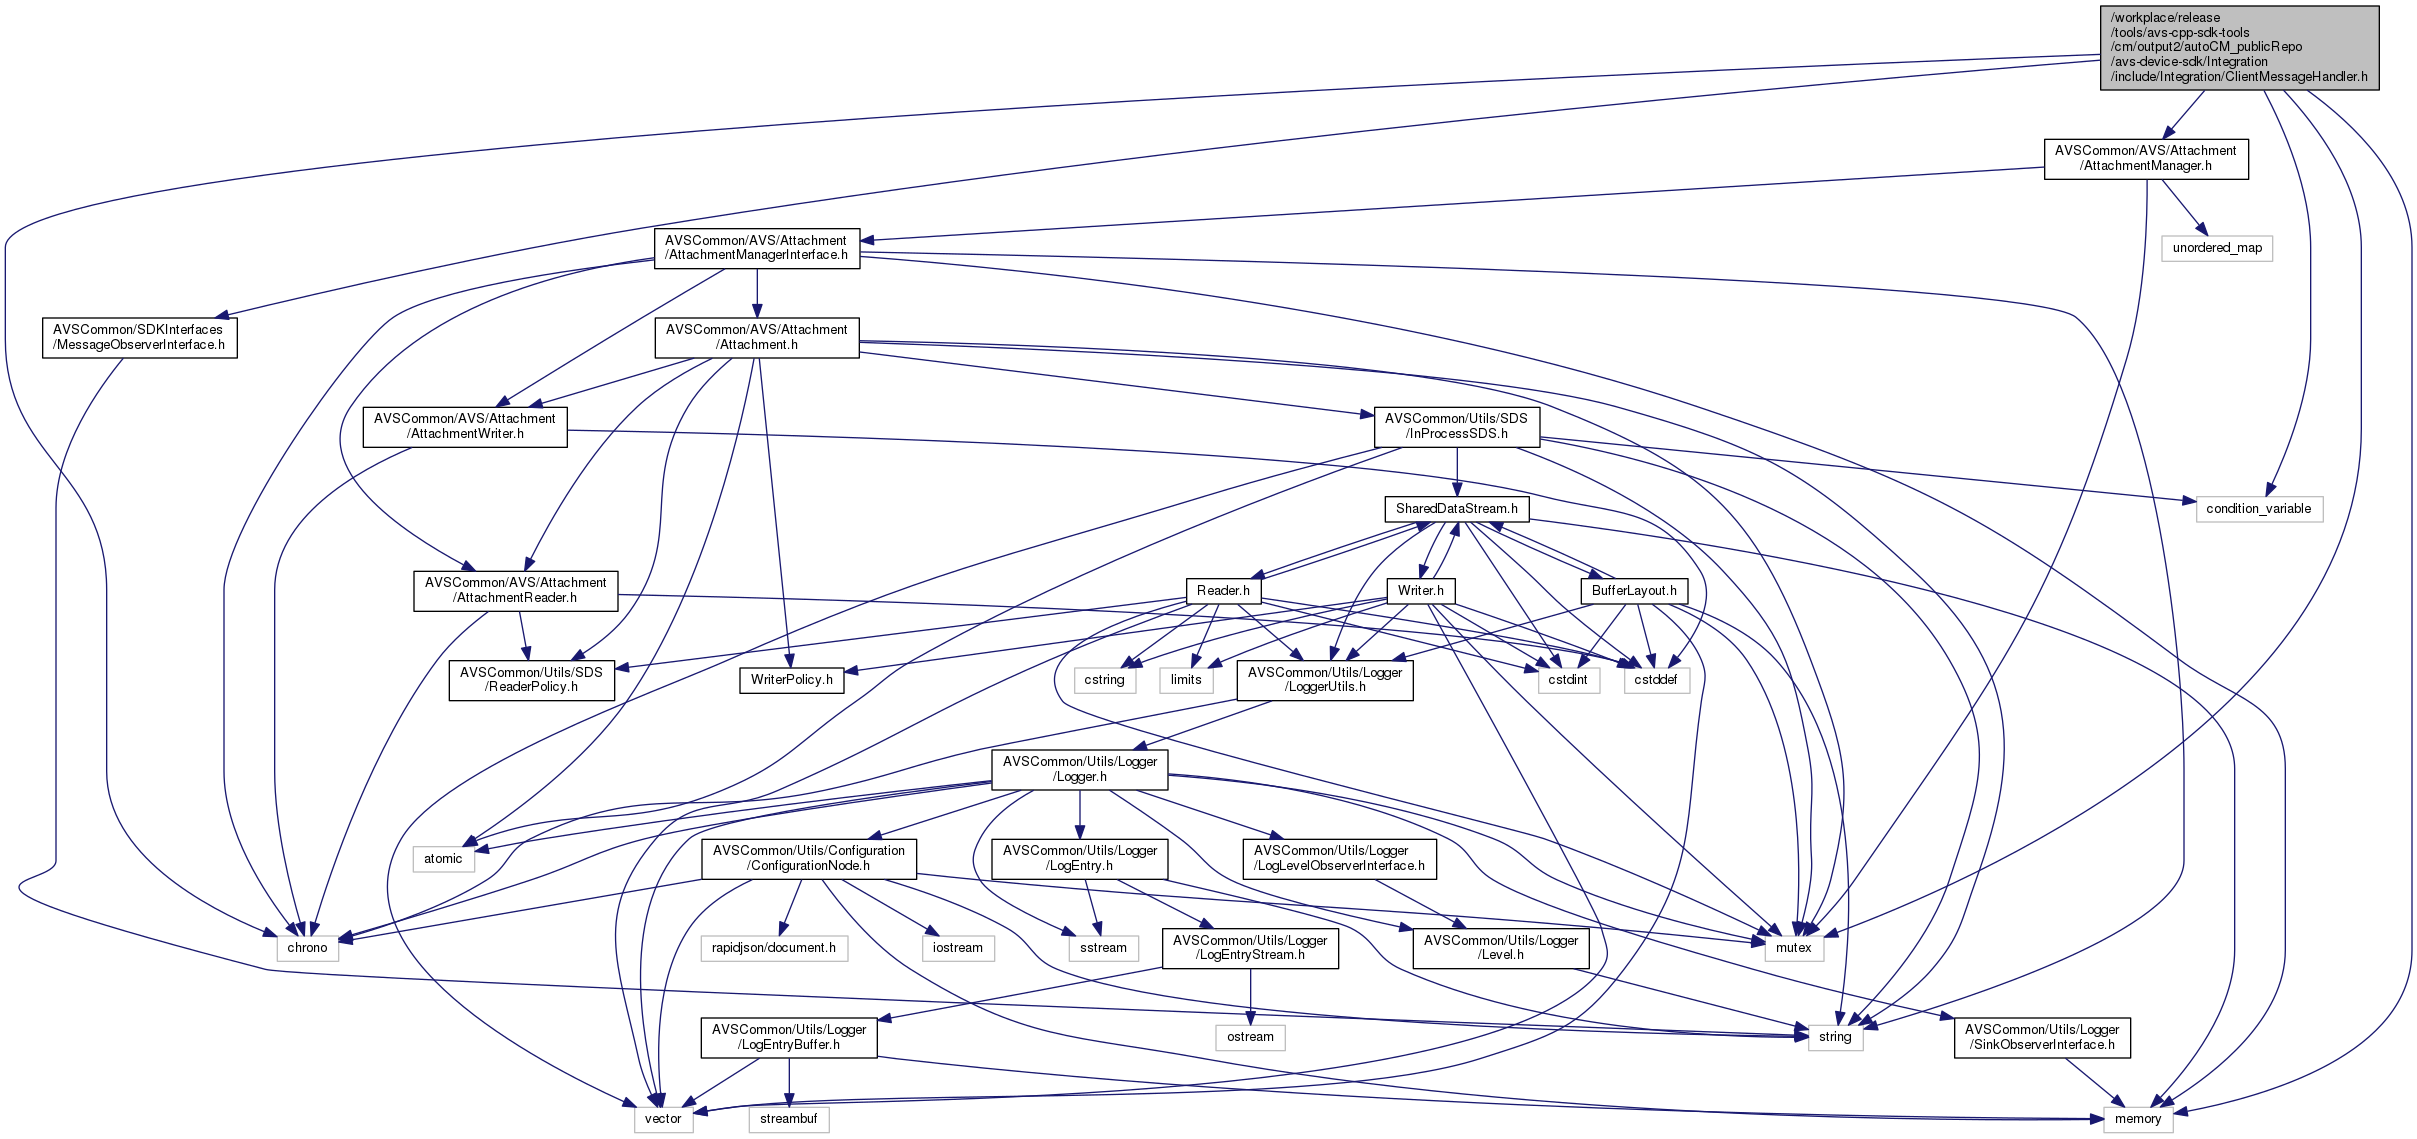 /workplace/release
/tools/avs-cpp-sdk-tools
/cm/output2/autoCM_publicRepo
/avs-device-sdk/Integration
/include/Integration/ClientMessageHandler.h
AVSCommon/AVS/Attachment
/AttachmentManager.h
AVSCommon/AVS/Attachment
/AttachmentManagerInterface.h
unordered_map
AVSCommon/SDKInterfaces
/MessageObserverInterface.h
AVSCommon/AVS/Attachment
/Attachment.h
AVSCommon/AVS/Attachment
/AttachmentWriter.h
AVSCommon/Utils/SDS
/InProcessSDS.h
SharedDataStream.h
condition_variable
AVSCommon/AVS/Attachment
/AttachmentReader.h
Reader.h
Writer.h
BufferLayout.h
AVSCommon/Utils/SDS
/ReaderPolicy.h
WriterPolicy.h
cstring
limits
AVSCommon/Utils/Logger
/LoggerUtils.h
cstdint
cstddef
AVSCommon/Utils/Logger
/Logger.h
atomic
AVSCommon/Utils/Configuration
/ConfigurationNode.h
AVSCommon/Utils/Logger
/LogEntry.h
AVSCommon/Utils/Logger
/LogLevelObserverInterface.h
chrono
rapidjson/document.h
iostream
sstream
AVSCommon/Utils/Logger
/LogEntryStream.h
AVSCommon/Utils/Logger
/Level.h
mutex
AVSCommon/Utils/Logger
/LogEntryBuffer.h
ostream
string
AVSCommon/Utils/Logger
/SinkObserverInterface.h
vector
streambuf
memory